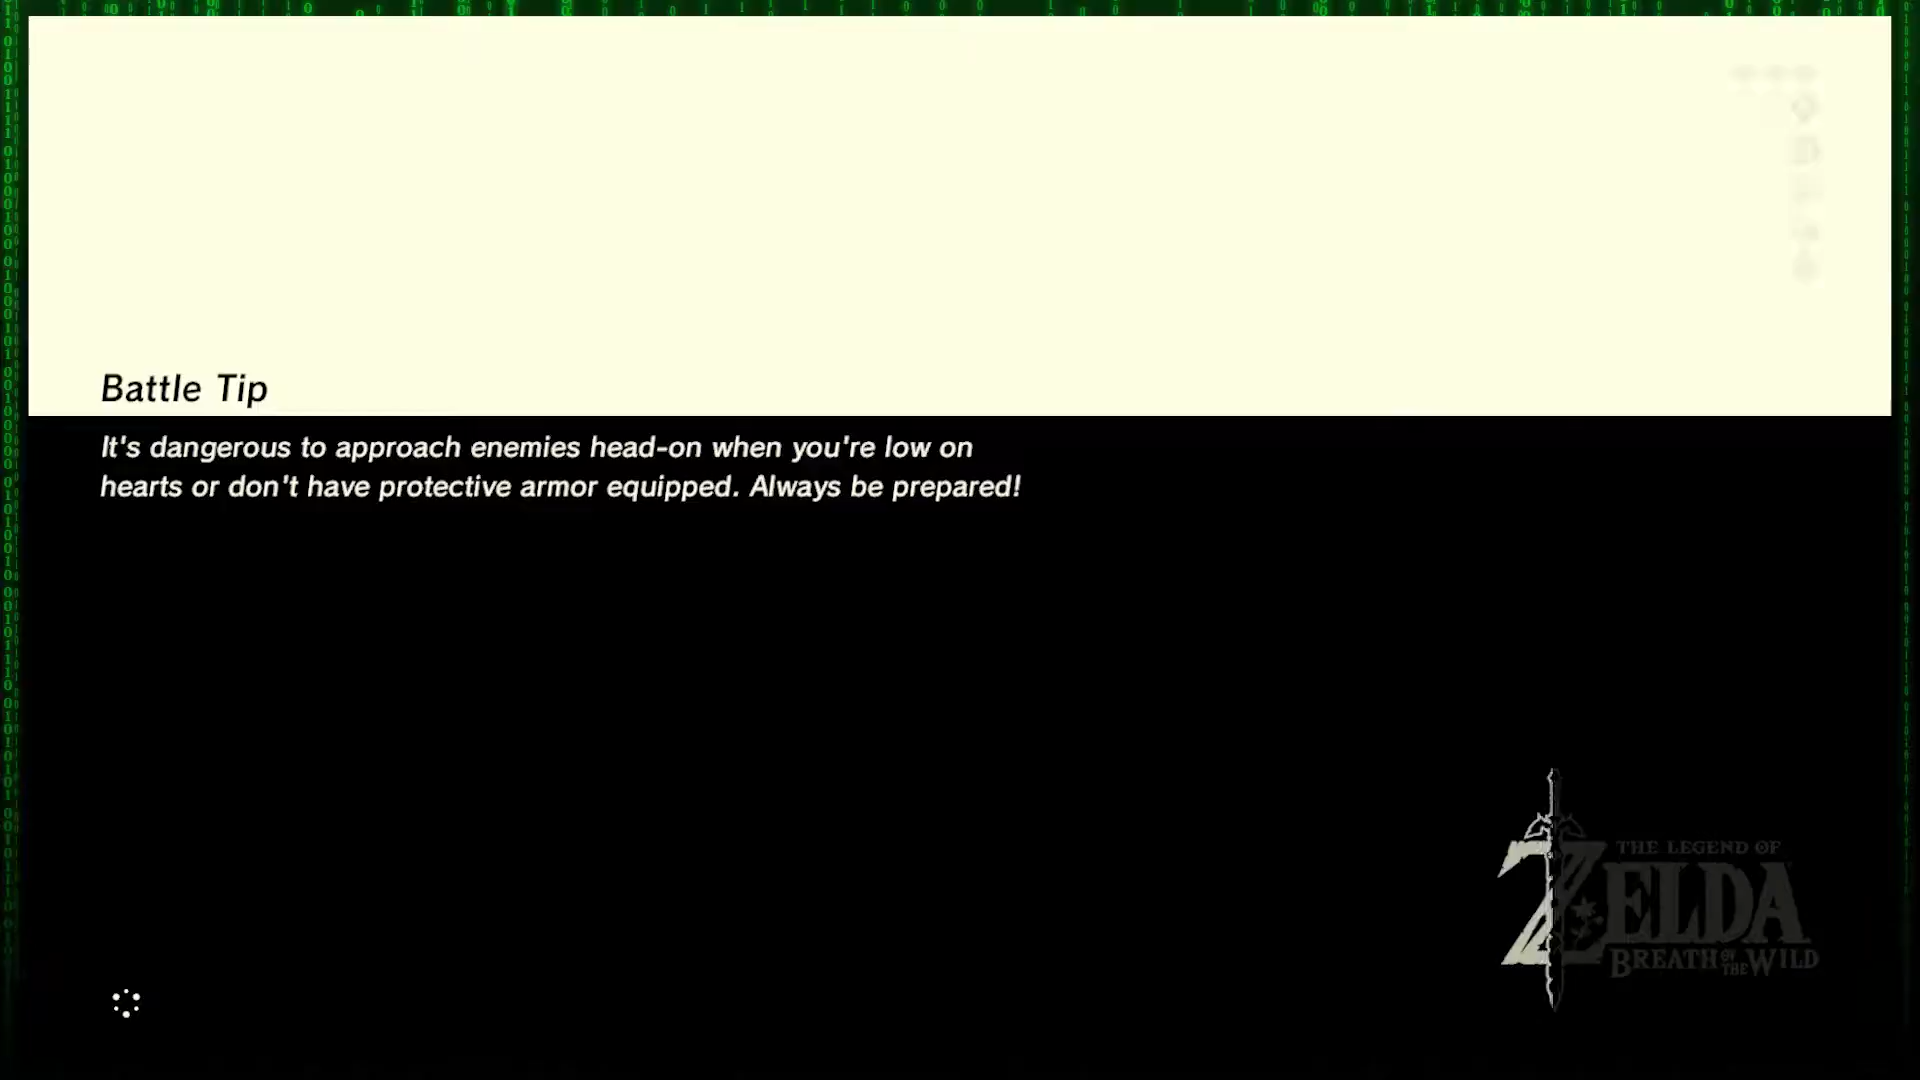 Battle Tip
It's dangerous to approach enemies head-on when you're low on
hearts or don't have protective armor equipped. Always be prepared!
THE LEGEND OF
ZELDA
BREATH OF THE WILD